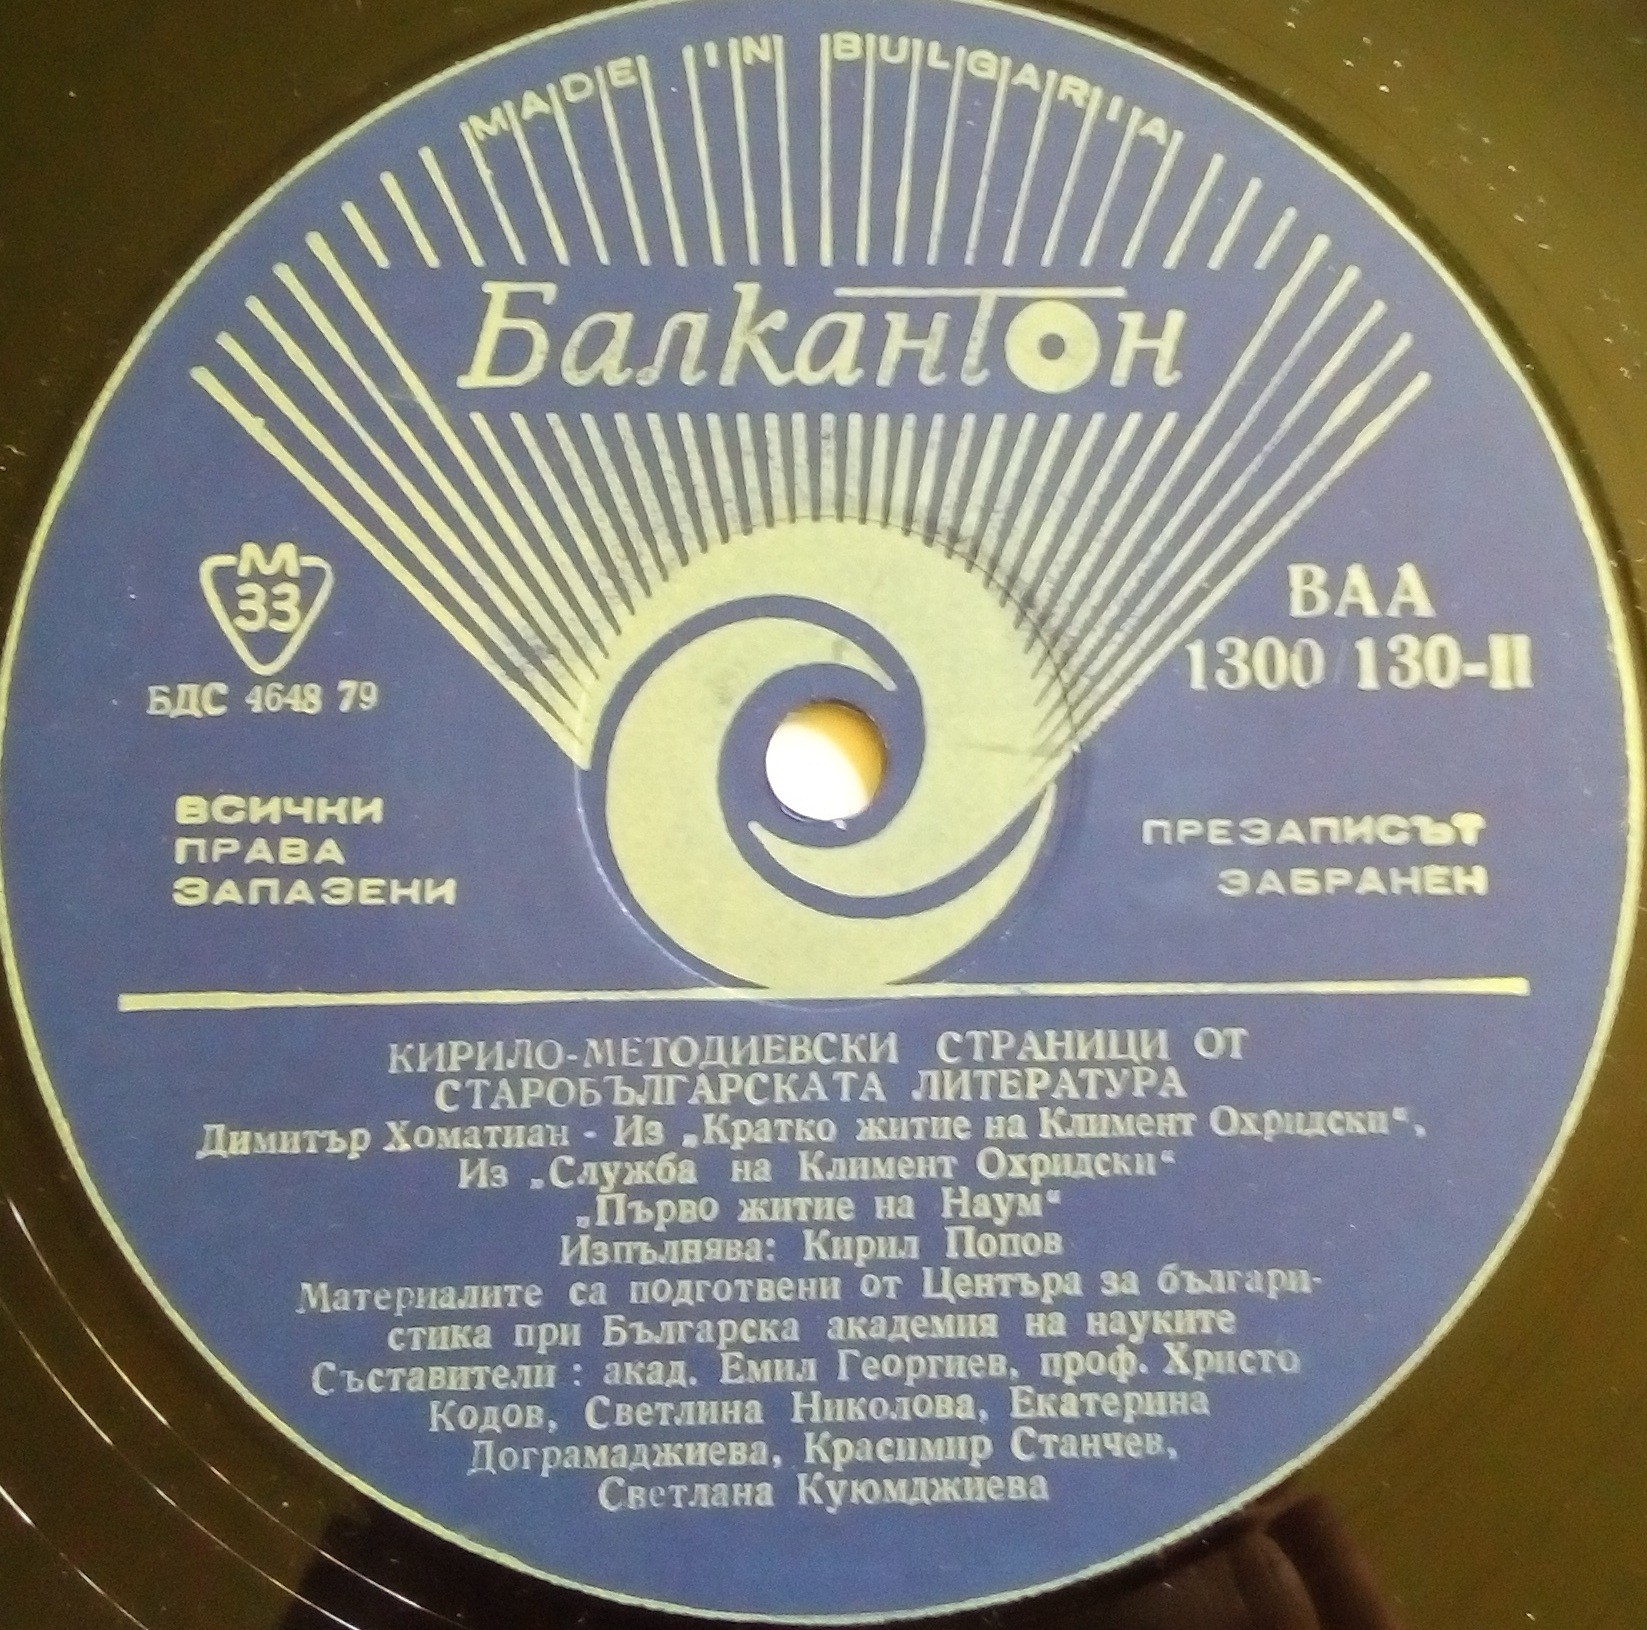 MADE IN BULGARIA
Балкантон
М
33
БДС 4648 79
ВАА
1300 130-II
ВСИЧКИ
ПРАВА
ЗАПАЗЕНИ
ПРЕЗАПИСЪТ
ЗАБРАНЕН
КИРИЛО-МЕТОДИЕВСКИ СТРАНИЦИ ОТ
СТАРОБЪЛГАРСКАТА ЛИТЕРАТУРА
Димитър Хоматиан - Из „Кратко житие на Климент Охридски“,
Из „Служба на Климент Охридски“
„Първо житие на Наум“
Изпълнява: Кирил Попов
Материалите са подготвени от Центъра за българи-
стика при Българска академия на науките
Съставители : акад. Емил Георгиев, проф. Христо
Кодов, Светлина Николова, Екатерина
Дограмаджиева, Красимир Станчев,
Светлана Куюмджиева